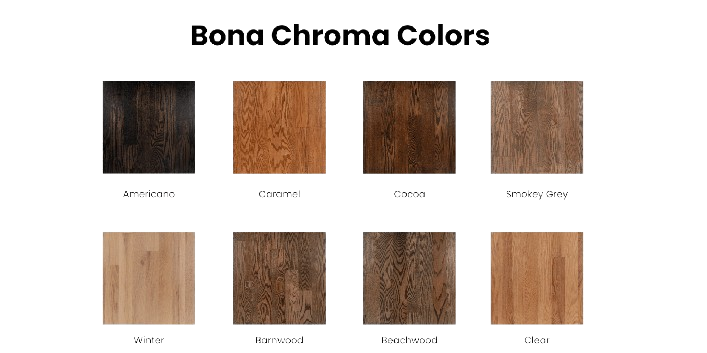 Bona Chroma Colors
Americano Caramel Cocoa Smokey Grey
Winter Barnwood Beachwood Clear